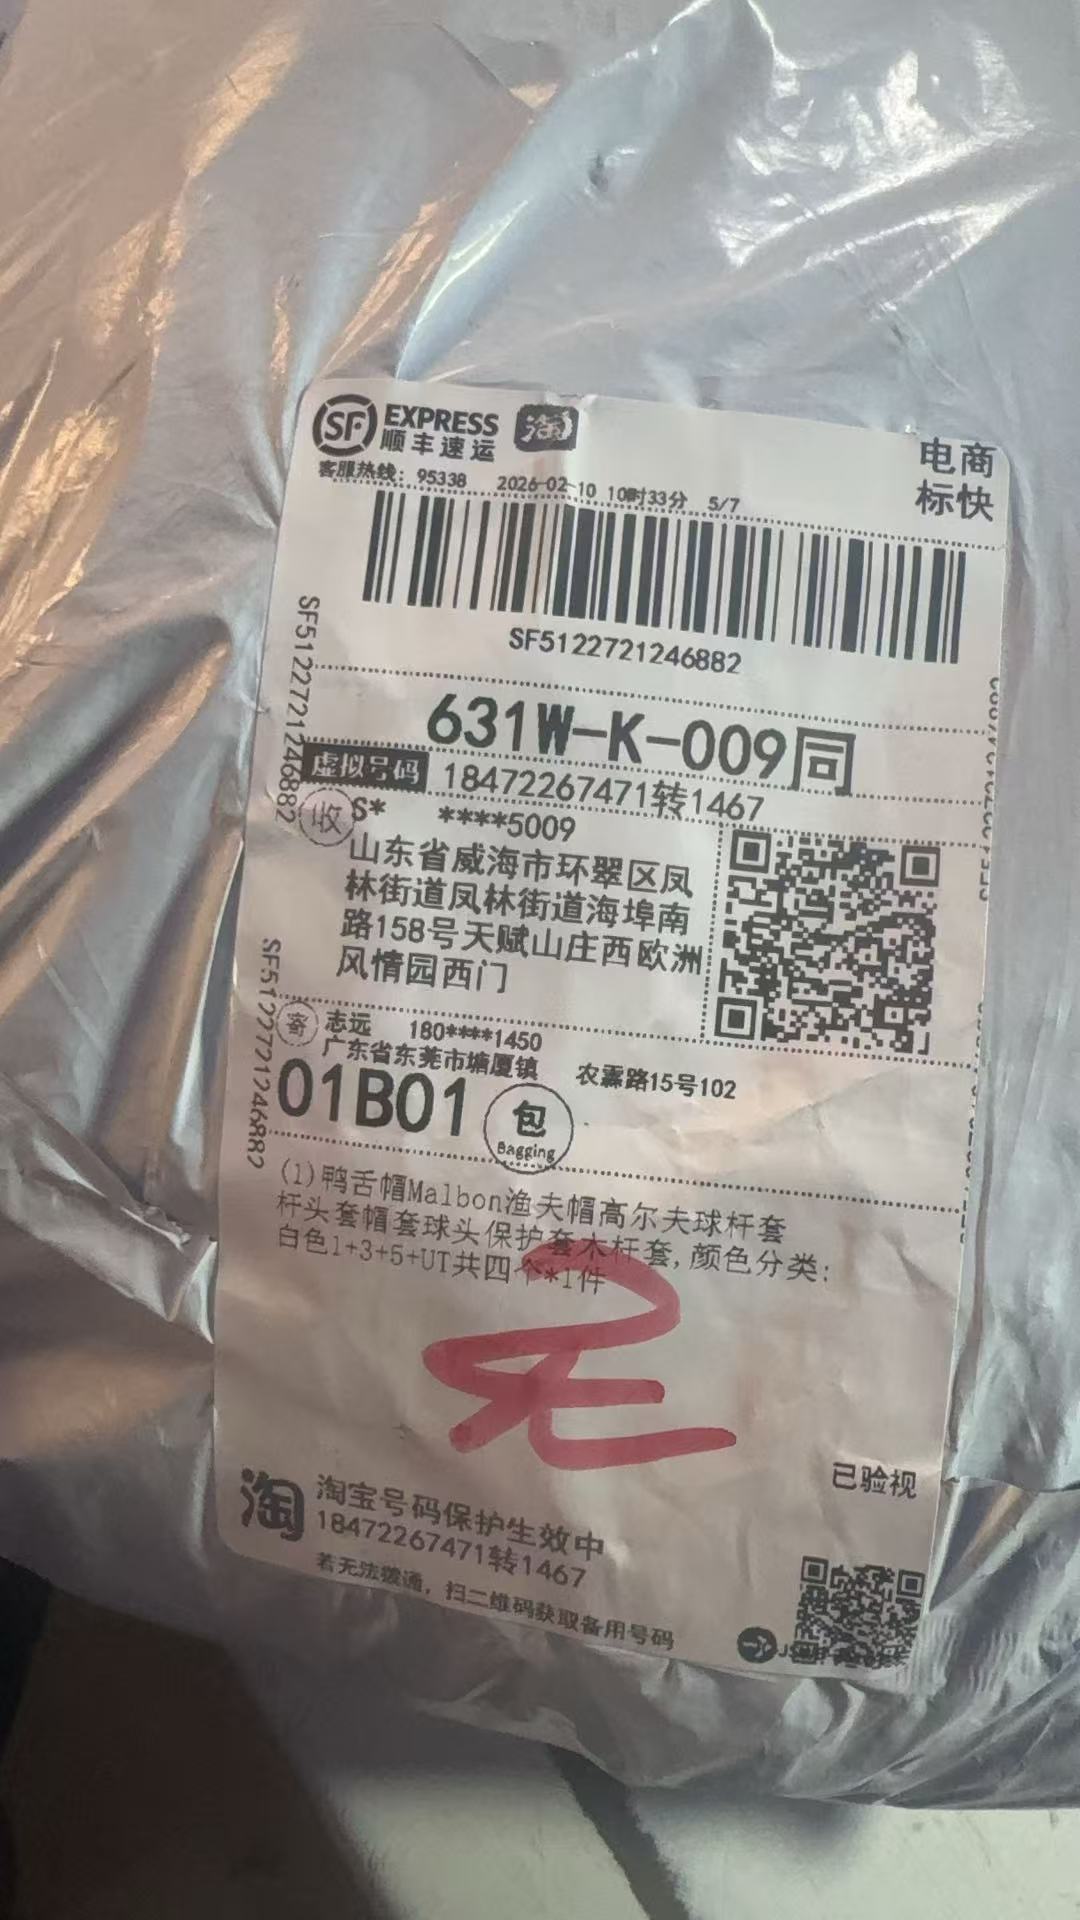 SF EXPRESS 淘
顺丰速运
电商
标快
客服热线：95338 2026-02-10 10时33分 5/7
SF5122721246882
SF5122721246882
631W-K-009同
虚拟号码 18472267471转1467
收 S* ****5009
山东省威海市环翠区凤
林街道凤林街道海埠南
路158号天赋山庄西欧洲
风情园西门
SF5122721246882
寄 志远 180****1450
广东省东莞市塘厦镇 农霖路15号102
01B01 包
Bagging
(1)鸭舌帽Malbon渔夫帽高尔夫球杆套
杆头套帽套球头保护套木杆套,颜色分类:
白色1+3+5+UT共四个*1件
已验视
淘 淘宝号码保护生效中
18472267471转1467
若无法拨通，扫二维码获取备用号码